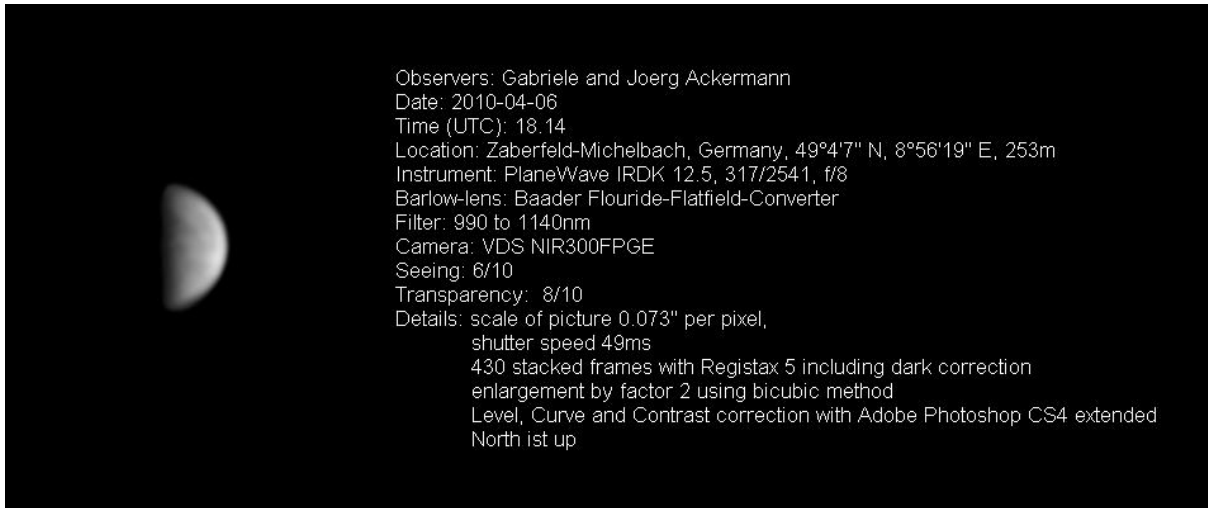 Observers: Gabriele and Joerg Ackermann
Date: 2010-04-06
Time (UTC): 18.14
Location: Zaberfeld-Michelbach, Germany, 49°4'7" N, 8°56'19" E, 253m
Instrument: PlaneWave IRDK 12.5, 317/2541, f/8
Barlow-lens: Baader Flouride-Flatfield-Converter
Filter: 990 to 1140nm
Camera: VDS NIR300FPGE
Seeing: 6/10
Transparency: 8/10
Details: scale of picture 0.073" per pixel,
shutter speed 49ms
430 stacked frames with Registax 5 including dark correction
enlargement by factor 2 using bicubic method
Level, Curve and Contrast correction with Adobe Photoshop CS4 extended
North ist up